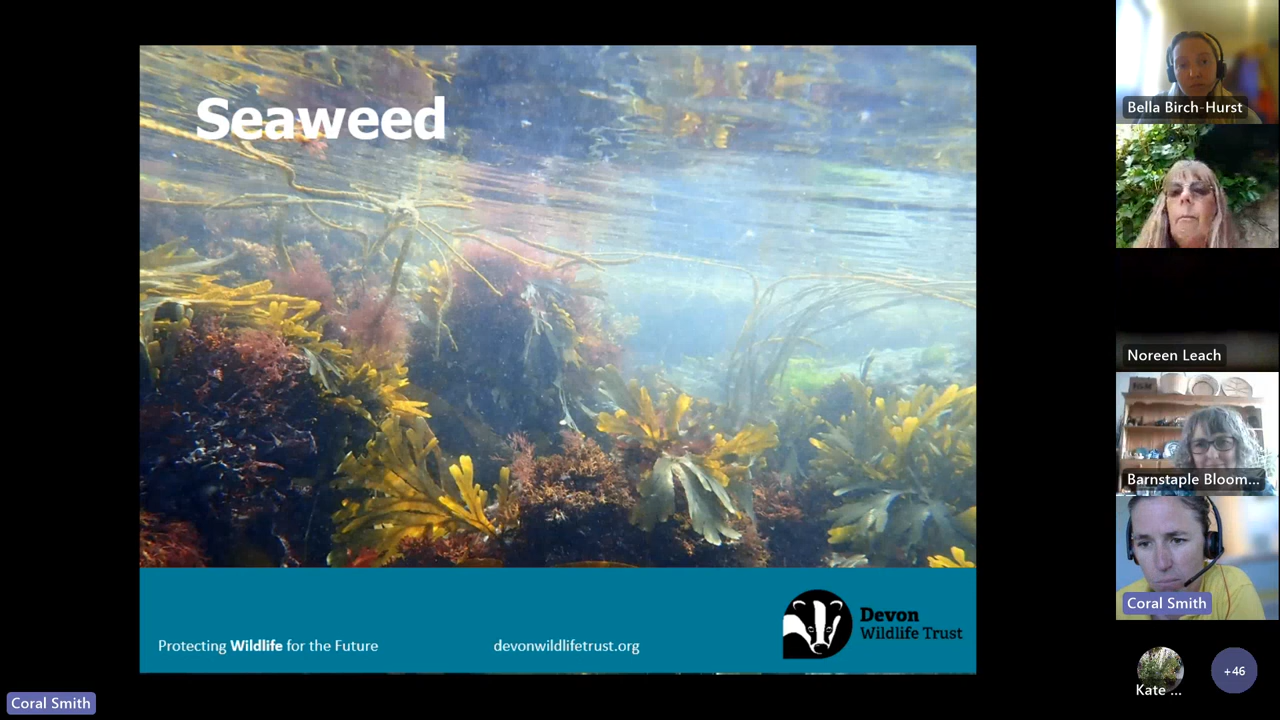 Seaweed
Protecting Wildlife for the Future
devonwildlifetrust.org
Devon
Wildlife Trust
Bella Birch-Hurst
Noreen Leach
Barnstaple Bloom...
Coral Smith
Kate ...
+46
Coral Smith